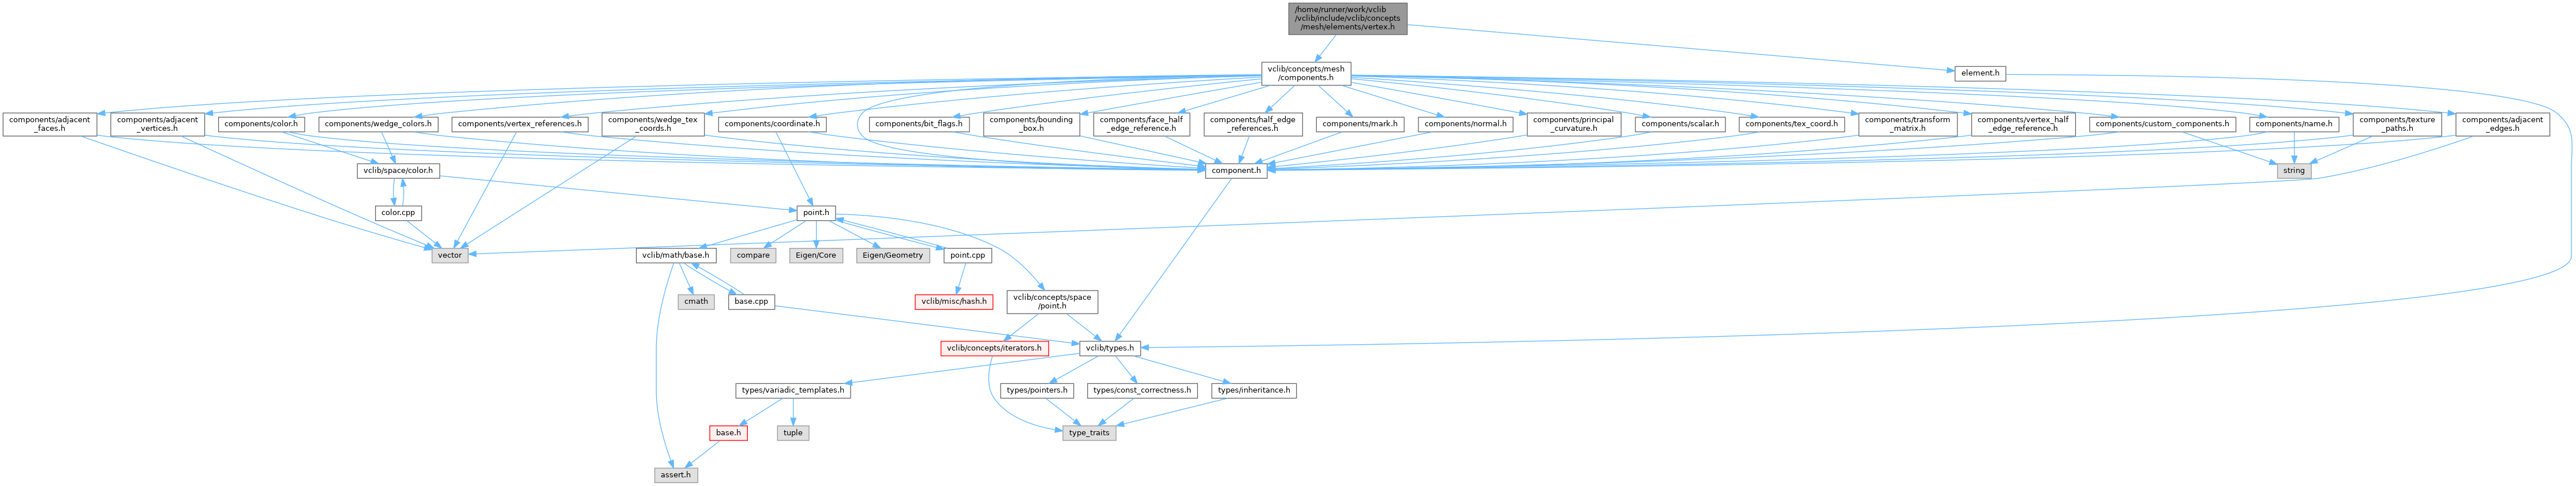 /home/runner/work/vclib
/vclib/include/vclib/concepts
/mesh/elements/vertex.h
vclib/concepts/mesh
/components.h
element.h
components/adjacent
_faces.h
components/adjacent
_vertices.h
components/color.h
components/wedge_colors.h
components/vertex_references.h
components/wedge_tex
_coords.h
components/coordinate.h
components/bit_flags.h
components/bounding
_box.h
components/face_half
_edge_reference.h
components/half_edge
_references.h
components/mark.h
components/normal.h
components/principal
_curvature.h
components/scalar.h
components/tex_coord.h
components/transform
_matrix.h
components/vertex_half
_edge_reference.h
components/custom_components.h
components/name.h
components/texture
_paths.h
components/adjacent
_edges.h
vclib/space/color.h
component.h
string
color.cpp
point.h
vector
vclib/math/base.h
compare
Eigen/Core
Eigen/Geometry
point.cpp
cmath
base.cpp
vclib/misc/hash.h
vclib/concepts/space
/point.h
vclib/concepts/iterators.h
vclib/types.h
types/variadic_templates.h
types/pointers.h
types/const_correctness.h
types/inheritance.h
base.h
tuple
type_traits
assert.h